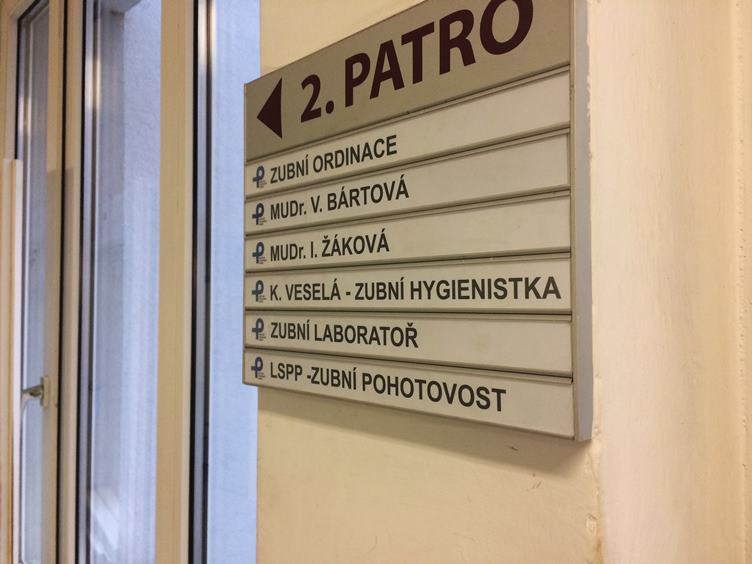 2. PATRO
ZUBNÍ ORDINACE
MUDr. V. BÁRTOVÁ
MUDr. I. ŽÁKOVÁ
K. VESELÁ - ZUBNÍ HYGIENISTKA
ZUBNÍ LABORATOŘ
LSPP -ZUBNÍ POHOTOVOST